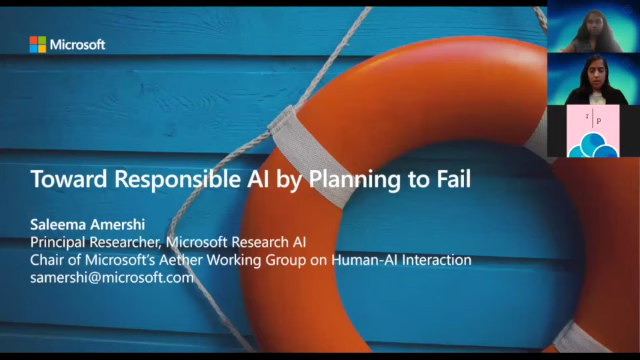 Microsoft
r | p
Toward Responsible AI by Planning to Fail
Saleema Amershi
Principal Researcher, Microsoft Research AI
Chair of Microsoft's Aether Working Group on Human-AI Interaction
samershi@microsoft.com